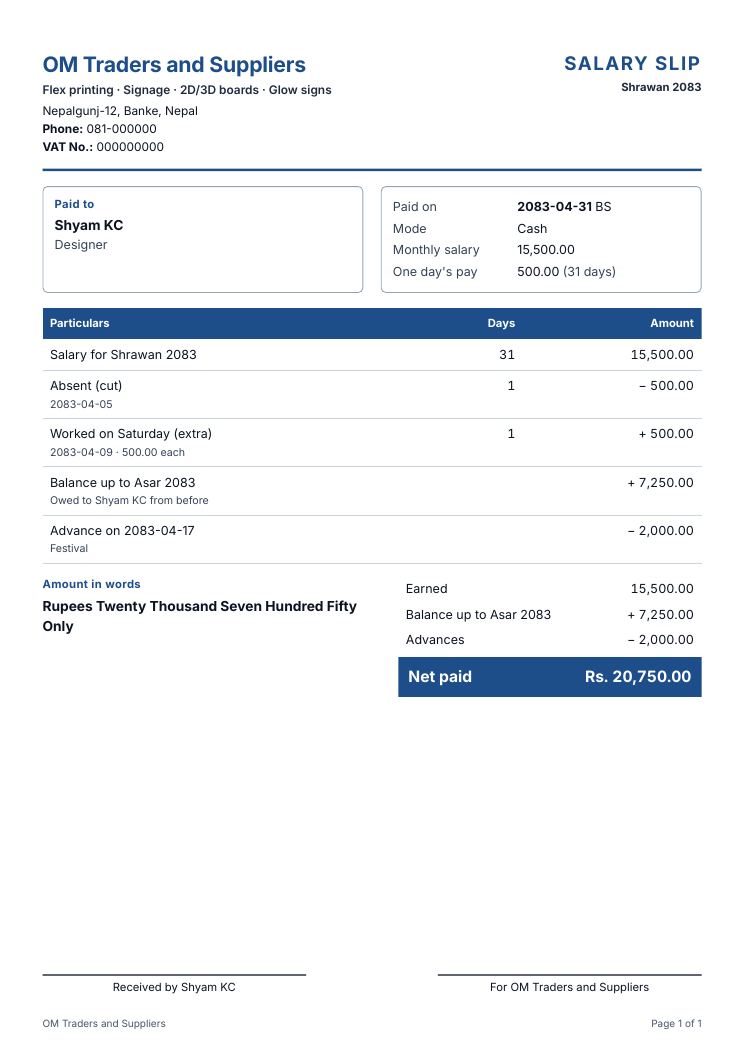 OM Traders and Suppliers
SALARY SLIP
Flex printing · Signage · 2D/3D boards · Glow signs
Shrawan 2083
Nepalgunj-12, Banke, Nepal
Phone: 081-000000
VAT No.: 000000000
Paid to
Shyam KC
Designer
Paid on 2083-04-31 BS
Mode Cash
Monthly salary 15,500.00
One day's pay 500.00 (31 days)
Particulars Days Amount
Salary for Shrawan 2083 31 15,500.00
Absent (cut) 1 − 500.00
2083-04-05
Worked on Saturday (extra) 1 + 500.00
2083-04-09 · 500.00 each
Balance up to Asar 2083 + 7,250.00
Owed to Shyam KC from before
Advance on 2083-04-17 − 2,000.00
Festival
Amount in words
Rupees Twenty Thousand Seven Hundred Fifty
Only
Earned 15,500.00
Balance up to Asar 2083 + 7,250.00
Advances − 2,000.00
Net paid Rs. 20,750.00
Received by Shyam KC
For OM Traders and Suppliers
OM Traders and Suppliers
Page 1 of 1